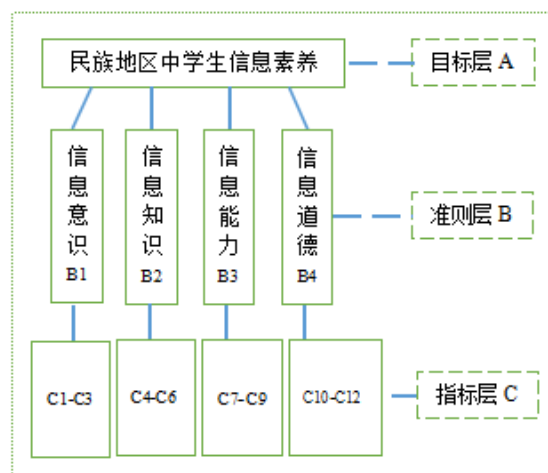 民族地区中学生信息素养
目标层 A
信息意识 B1
信息知识 B2
信息能力 B3
信息道德 B4
准则层 B
C1-C3
C4-C6
C7-C9
C10-C12
指标层 C